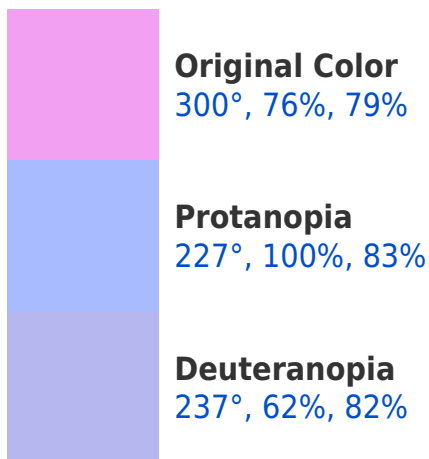 Original Color
300°, 76%, 79%
Protanopia
227°, 100%, 83%
Deuteranopia
237°, 62%, 82%